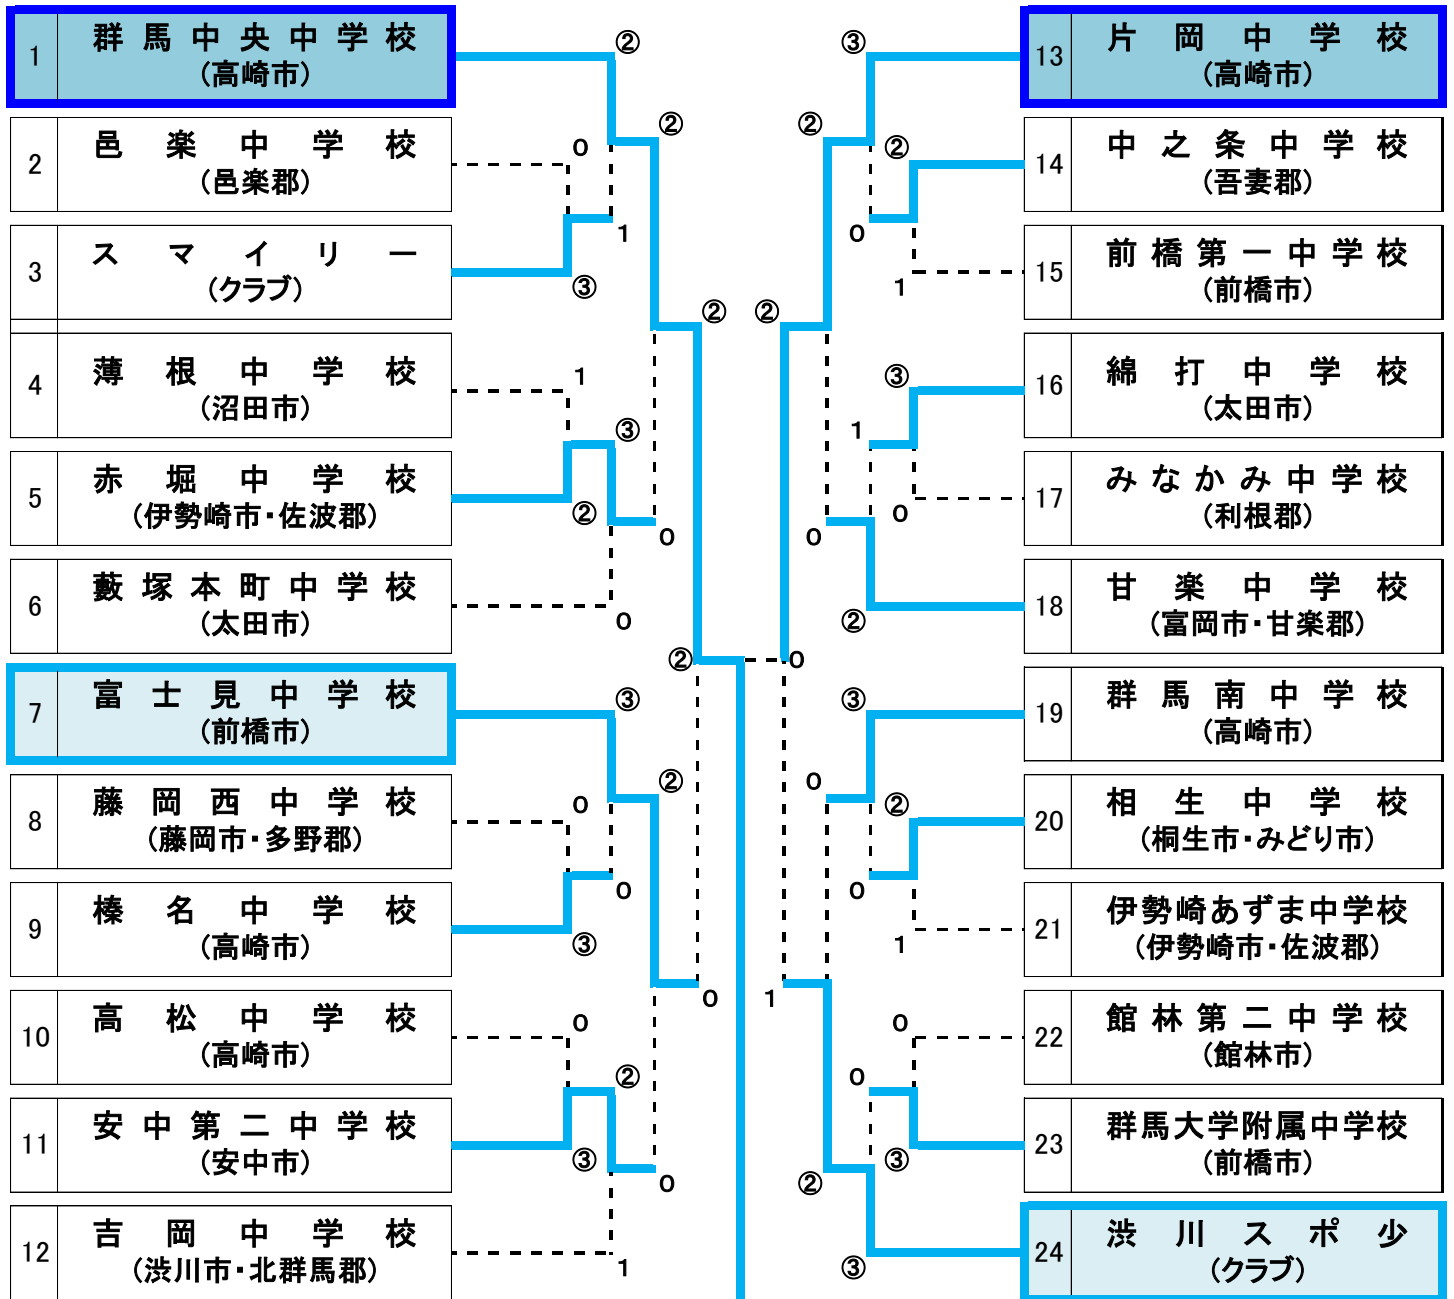 1
群馬中央中学校
(高崎市)
2
邑楽中学校
(邑楽郡)
3
スマイリー
(クラブ)
4
薄根中学校
(沼田市)
5
赤堀中学校
(伊勢崎市・佐波郡)
6
藪塚本町中学校
(太田市)
7
富士見中学校
(前橋市)
8
藤岡西中学校
(藤岡市・多野郡)
9
榛名中学校
(高崎市)
10
高松中学校
(高崎市)
11
安中第二中学校
(安中市)
12
吉岡中学校
(渋川市・北群馬郡)
②
②
0
1
③
②
1
③
②
0
0
②
③
②
0
0
③
0
0
②
③
0
1
③
②
②
0
1
②
③
1
0
0
②
0
③
0
②
0
1
1
0
0
③
②
③
13
片岡中学校
(高崎市)
14
中之条中学校
(吾妻郡)
15
前橋第一中学校
(前橋市)
16
綿打中学校
(太田市)
17
みなかみ中学校
(利根郡)
18
甘楽中学校
(富岡市・甘楽郡)
19
群馬南中学校
(高崎市)
20
相生中学校
(桐生市・みどり市)
21
伊勢崎あずま中学校
(伊勢崎市・佐波郡)
22
館林第二中学校
(館林市)
23
群馬大学附属中学校
(前橋市)
24
渋川スポ少
(クラブ)